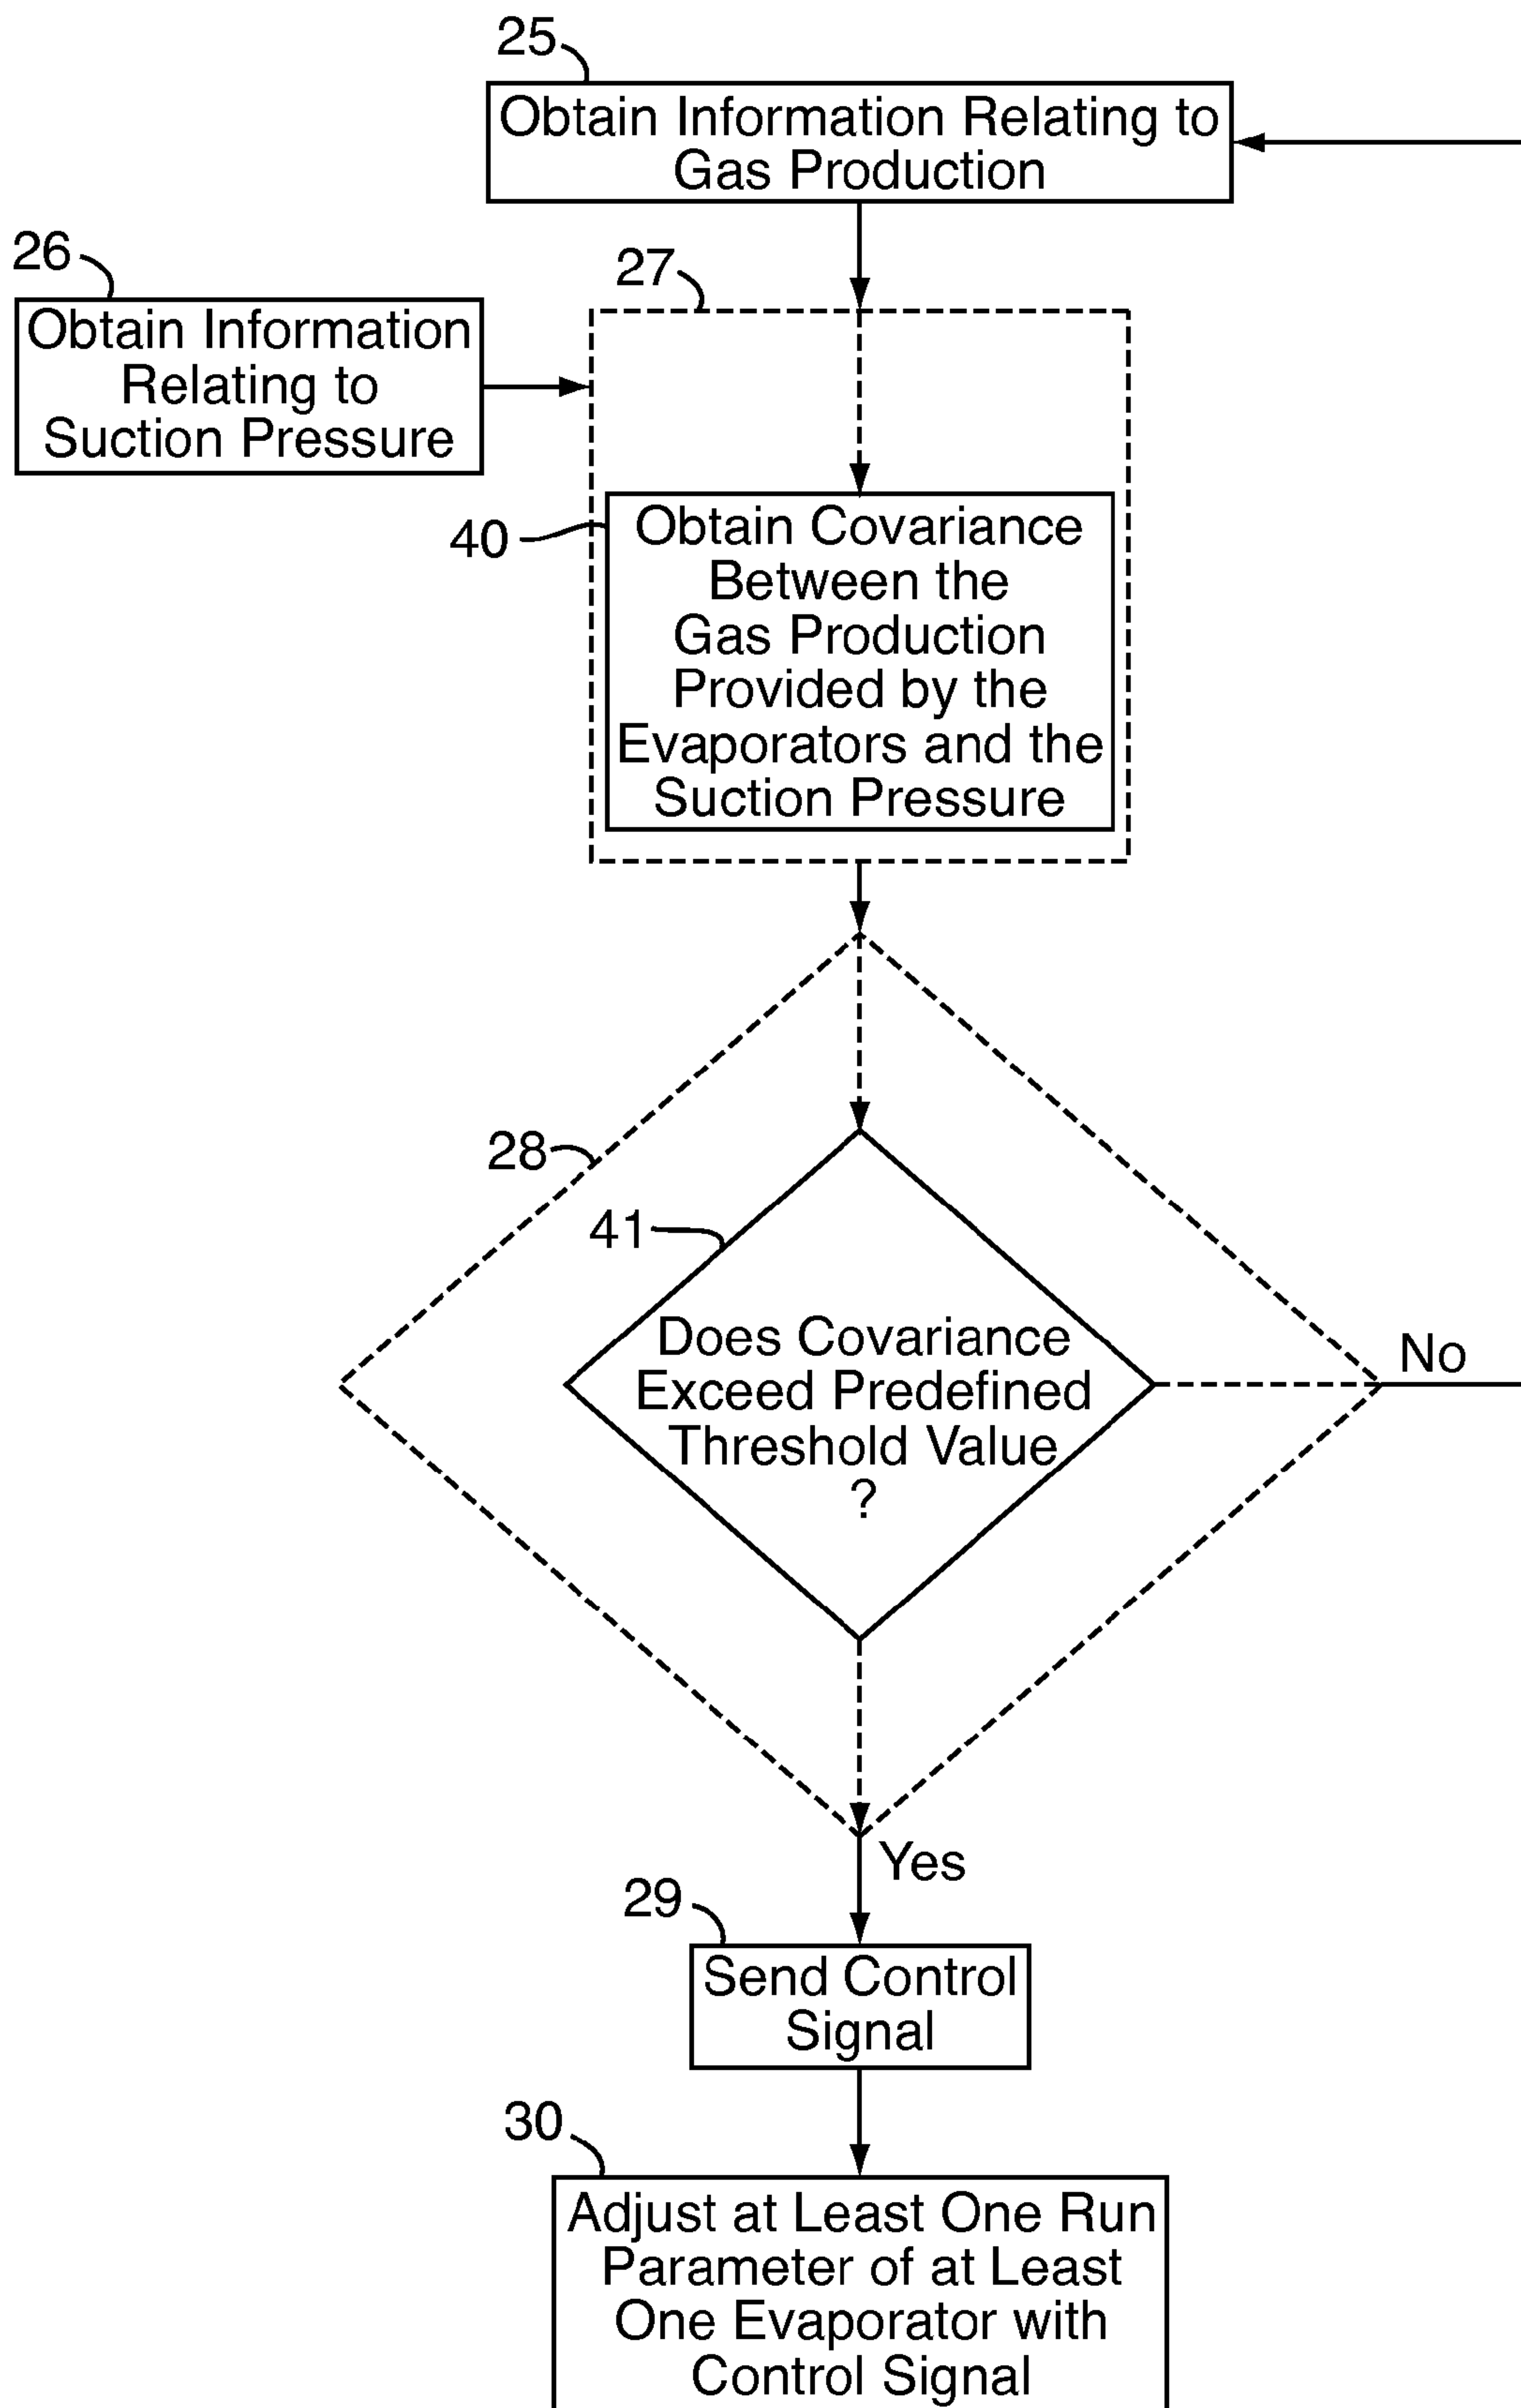 25
Obtain Information Relating to
Gas Production
26
Obtain Information
Relating to
Suction Pressure
27
40
Obtain Covariance
Between the
Gas Production
Provided by the
Evaporators and the
Suction Pressure
28
41
Does Covariance
Exceed Predefined
Threshold Value
?
No
Yes
29
Send Control
Signal
30
Adjust at Least One Run
Parameter of at Least
One Evaporator with
Control Signal